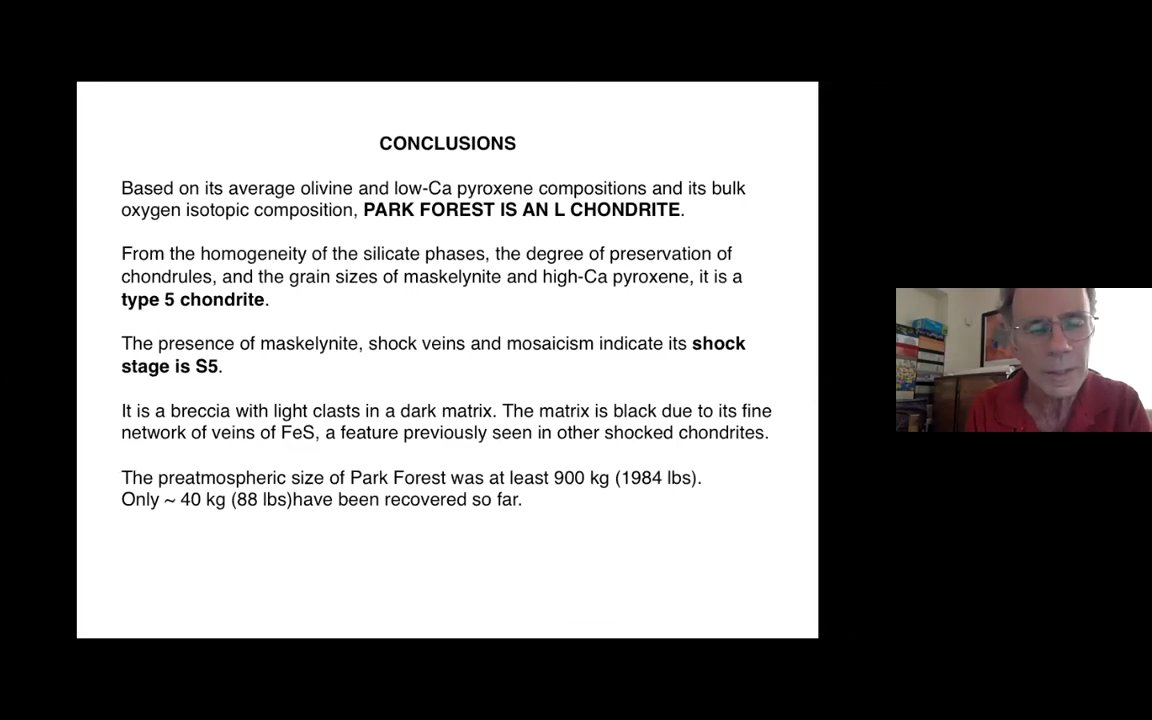 CONCLUSIONS
Based on its average olivine and low-Ca pyroxene compositions and its bulk
oxygen isotopic composition, PARK FOREST IS AN L CHONDRITE.
From the homogeneity of the silicate phases, the degree of preservation of
chondrules, and the grain sizes of maskelynite and high-Ca pyroxene, it is a
type 5 chondrite.
The presence of maskelynite, shock veins and mosaicism indicate its shock
stage is S5.
It is a breccia with light clasts in a dark matrix. The matrix is black due to its fine
network of veins of FeS, a feature previously seen in other shocked chondrites.
The preatmospheric size of Park Forest was at least 900 kg (1984 lbs).
Only ~ 40 kg (88 lbs)have been recovered so far.